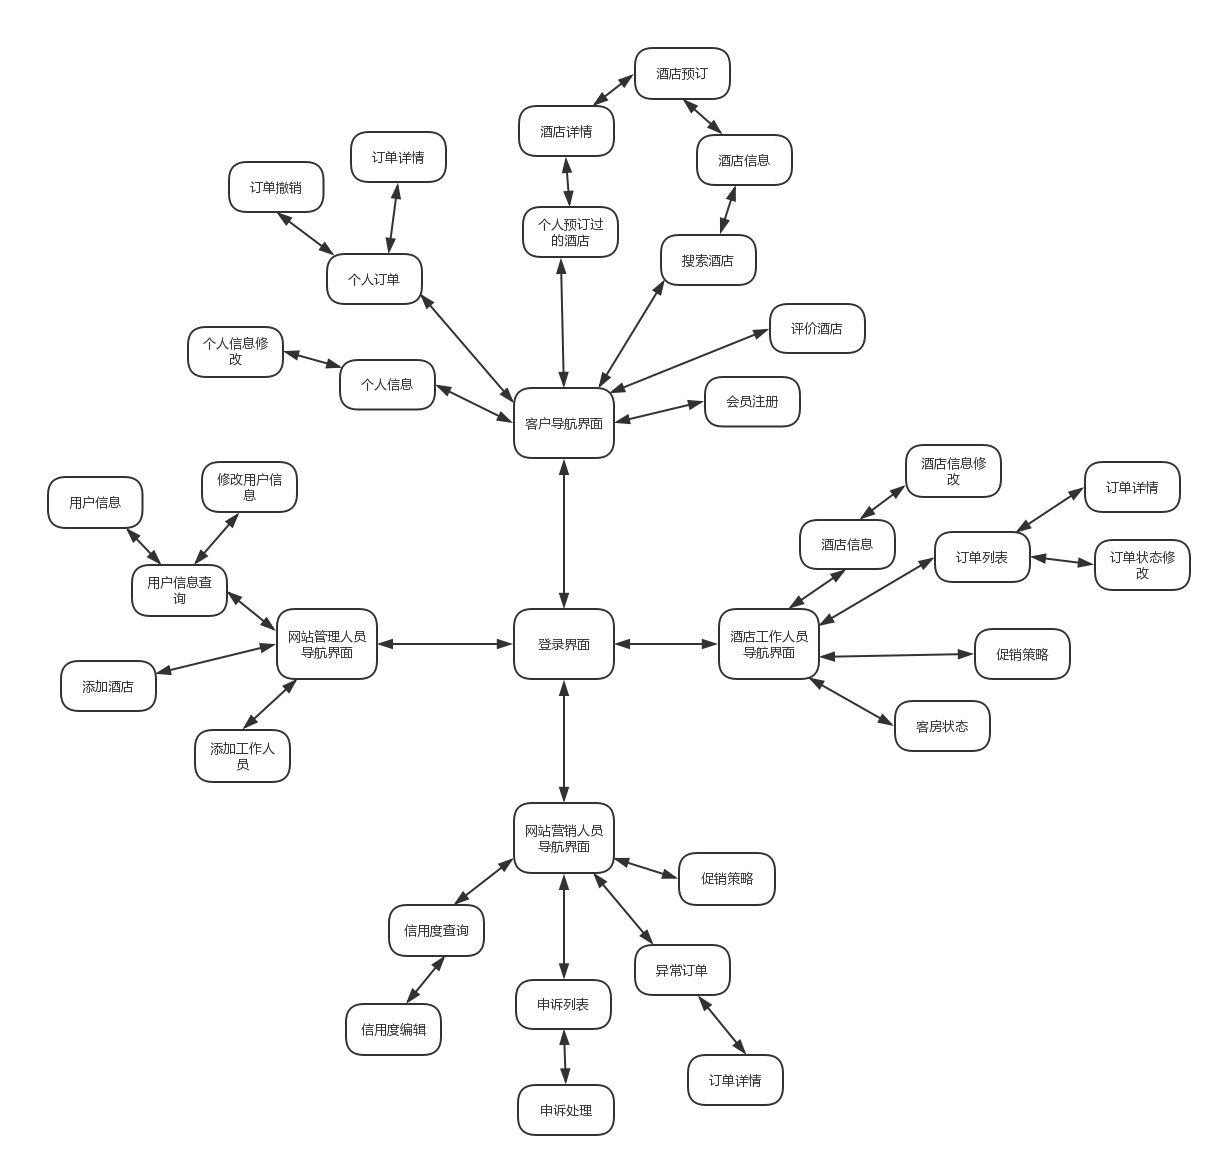 酒店预订
酒店详情
订单详情
酒店信息
订单撤销
个人预订过
的酒店
搜索酒店
个人订单
评价酒店
个人信息修
改
个人信息
会员注册
客户导航界面
酒店信息修
改
用户信息
修改用户信
息
订单详情
酒店信息
订单列表
订单状态修
改
用户信息查
询
网站管理人员
导航界面
登录界面
酒店工作人员
导航界面
促销策略
添加酒店
客房状态
添加工作人
员
网站营销人员
导航界面
促销策略
信用度查询
异常订单
申诉列表
信用度编辑
订单详情
申诉处理